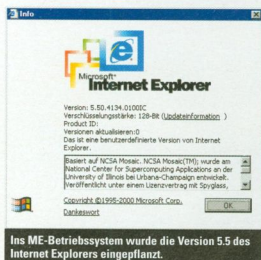 Info
Microsoft®
Internet Explorer
Version: 5.50.4134.0100IC
Verschlüsselungsstärke: 128-Bit (Updateinformation )
Product ID:
Versionen aktualisieren:0
Das ist eine benutzerdefinierte Version von Internet
Explorer.
Basiert auf NCSA Mosaic. NCSA Mosaic(TM); wurde am
National Center for Supercomputing Applications an der
University of Illinois bei Urbana-Champaign entwickelt.
Veröffentlicht unter einem Lizenzvertrag mit Spyglass,
Copyright ©1995-2000 Microsoft Corp.
OK
Dankeswort
Ins ME-Betriebssystem wurde die Version 5.5 des
Internet Explorers eingepflanzt.